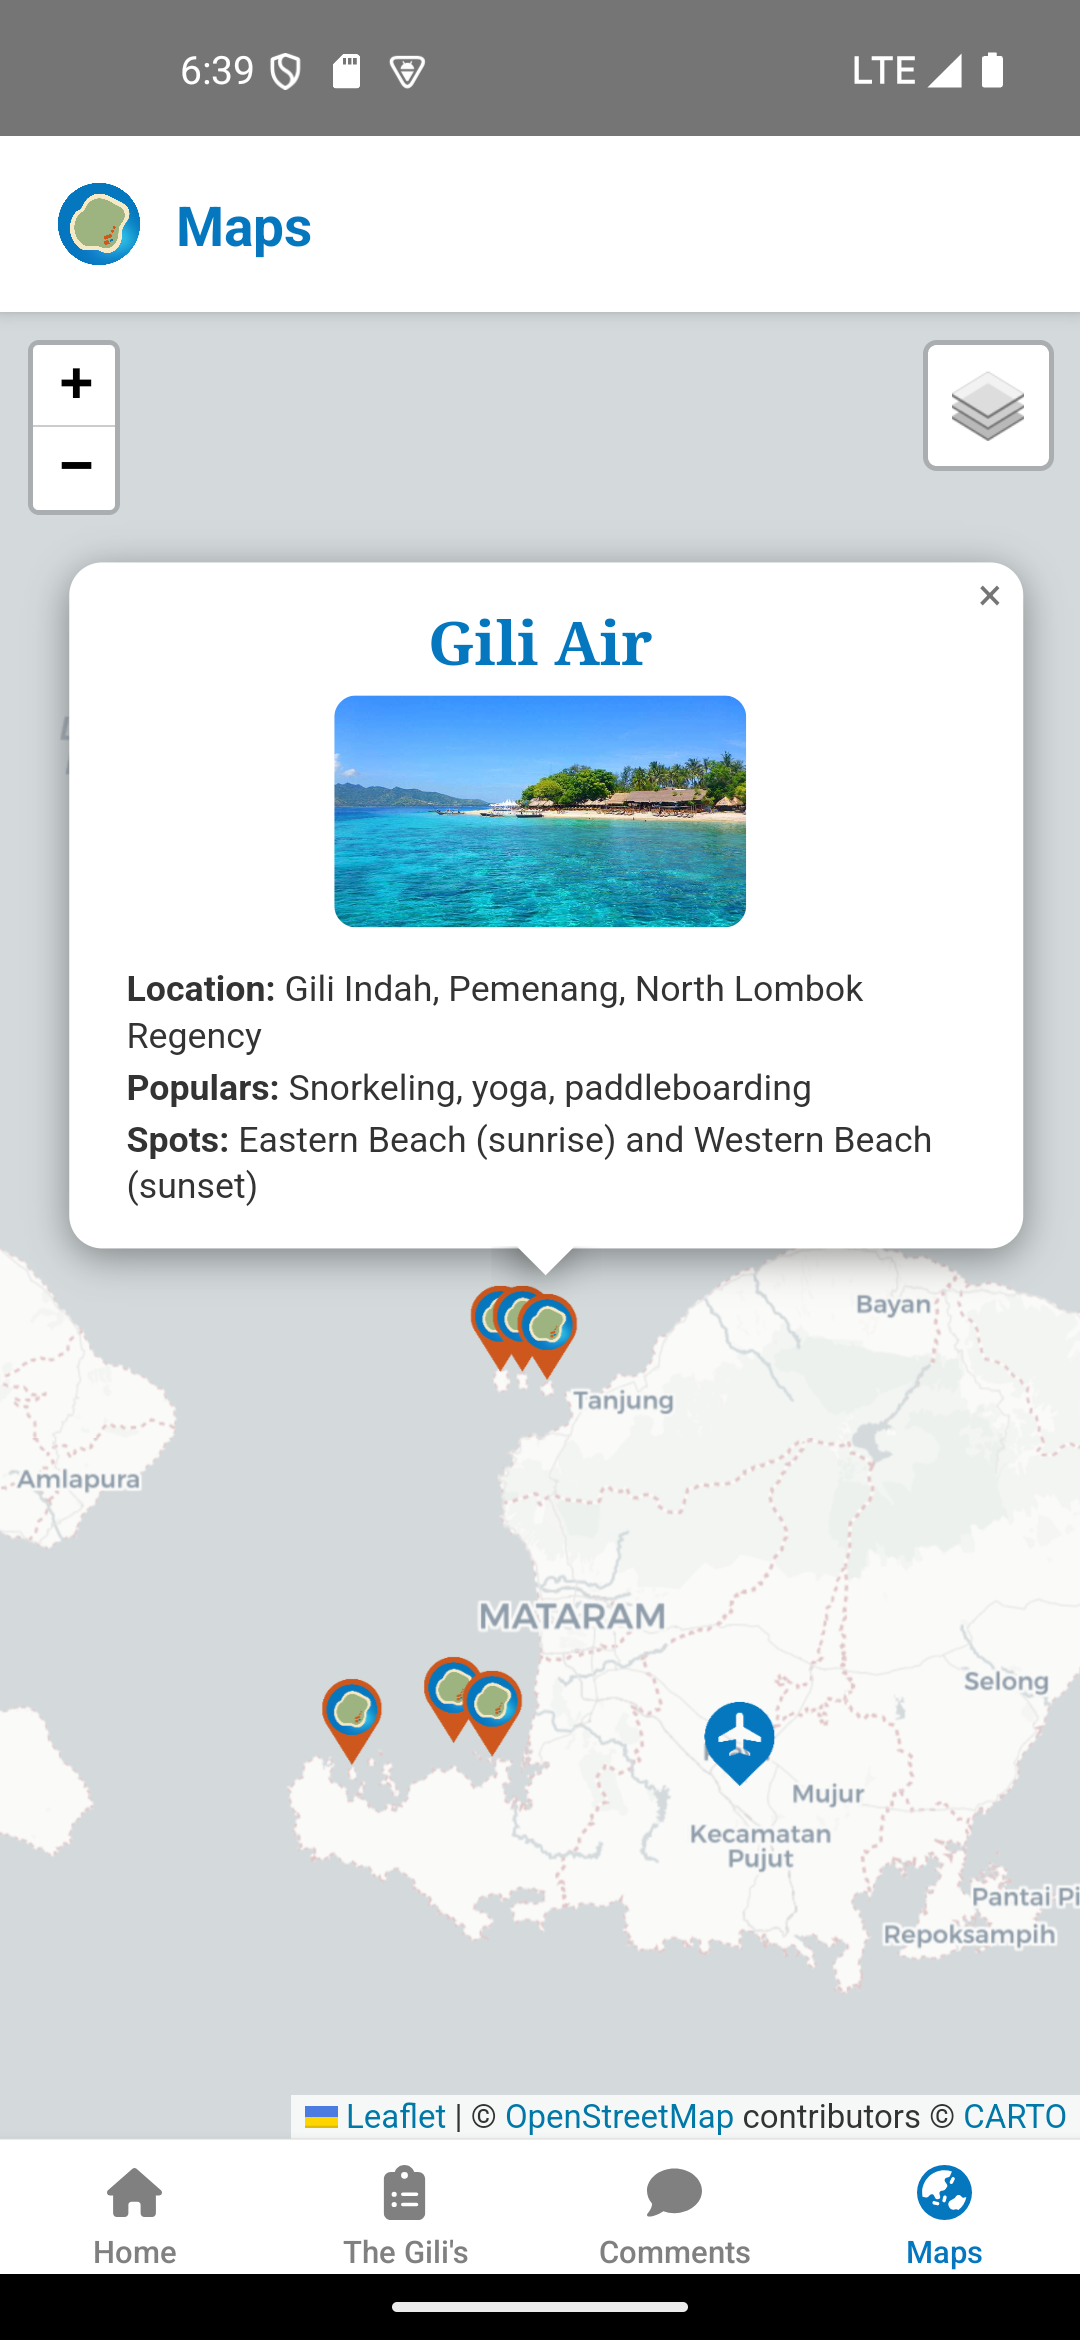 6:39
LTE
Maps
+
−
×
Gili Air
Location: Gili Indah, Pemenang, North Lombok
Regency
Populars: Snorkeling, yoga, paddleboarding
Spots: Eastern Beach (sunrise) and Western Beach
(sunset)
Bayan
Tanjung
Amlapura
MATARAM
Selong
Mujur
Kecamatan
Pujut
Pantai Pi
Repoksampih
Leaflet | © OpenStreetMap contributors © CARTO
Home
The Gili's
Comments
Maps